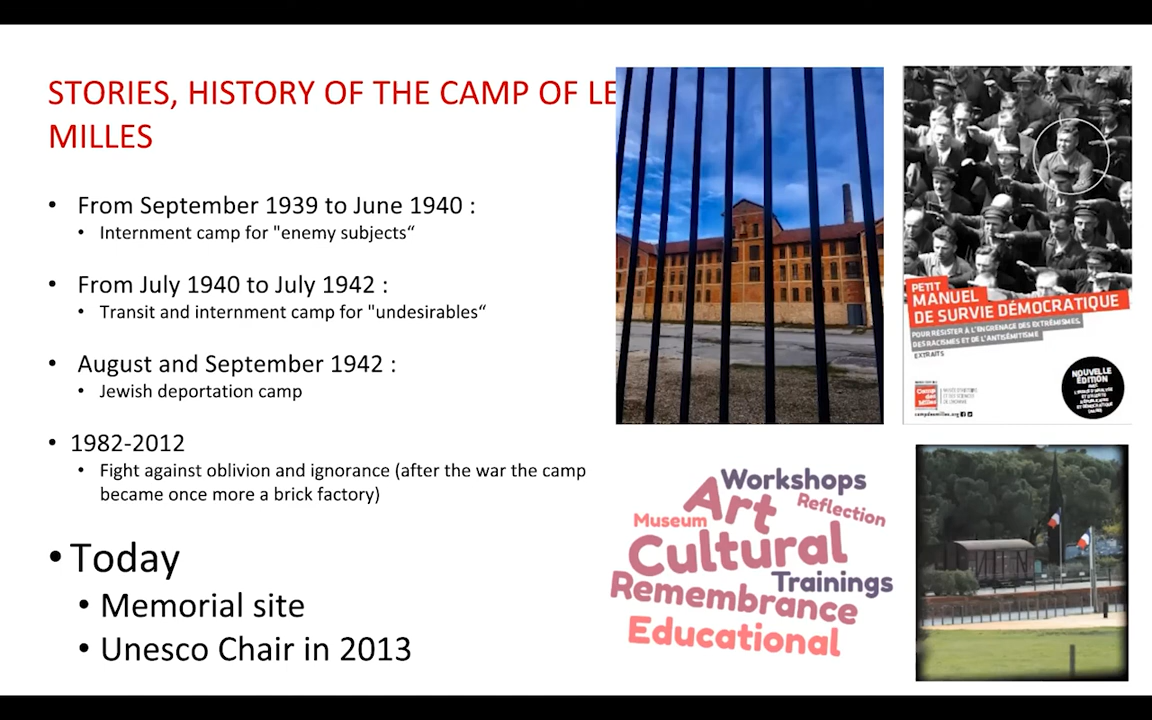 STORIES, HISTORY OF THE CAMP OF LE
MILLES
• From September 1939 to June 1940 :
• Internment camp for "enemy subjects“
• From July 1940 to July 1942 :
• Transit and internment camp for "undesirables“
• August and September 1942 :
• Jewish deportation camp
• 1982-2012
• Fight against oblivion and ignorance (after the war the camp
became once more a brick factory)
• Today
• Memorial site
• Unesco Chair in 2013
PETIT
MANUEL
DE SURVIE DÉMOCRATIQUE
POUR RÉSISTER À L'ENGRENAGE DES EXTRÉMISMES,
DES RACISMES ET DE L'ANTISÉMITISME
EXTRAITS
NOUVELLE
ÉDITION
Camp
des
Milles
campdesmilles.org
Workshops
Art
Reflection
Museum
Cultural
Trainings
Remembrance
Educational